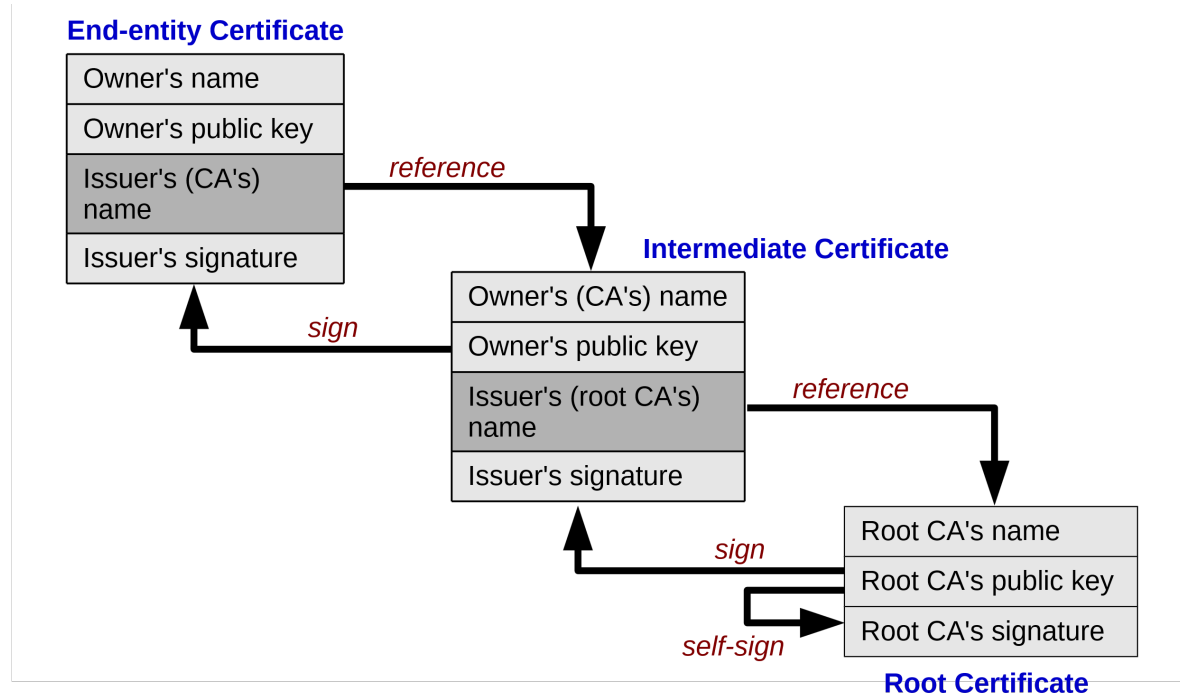 End-entity Certificate
Owner's name
Owner's public key
Issuer's (CA's)
name
Issuer's signature
reference
sign
Intermediate Certificate
Owner's (CA's) name
Owner's public key
Issuer's (root CA's)
name
Issuer's signature
reference
sign
self-sign
Root CA's name
Root CA's public key
Root CA's signature
Root Certificate